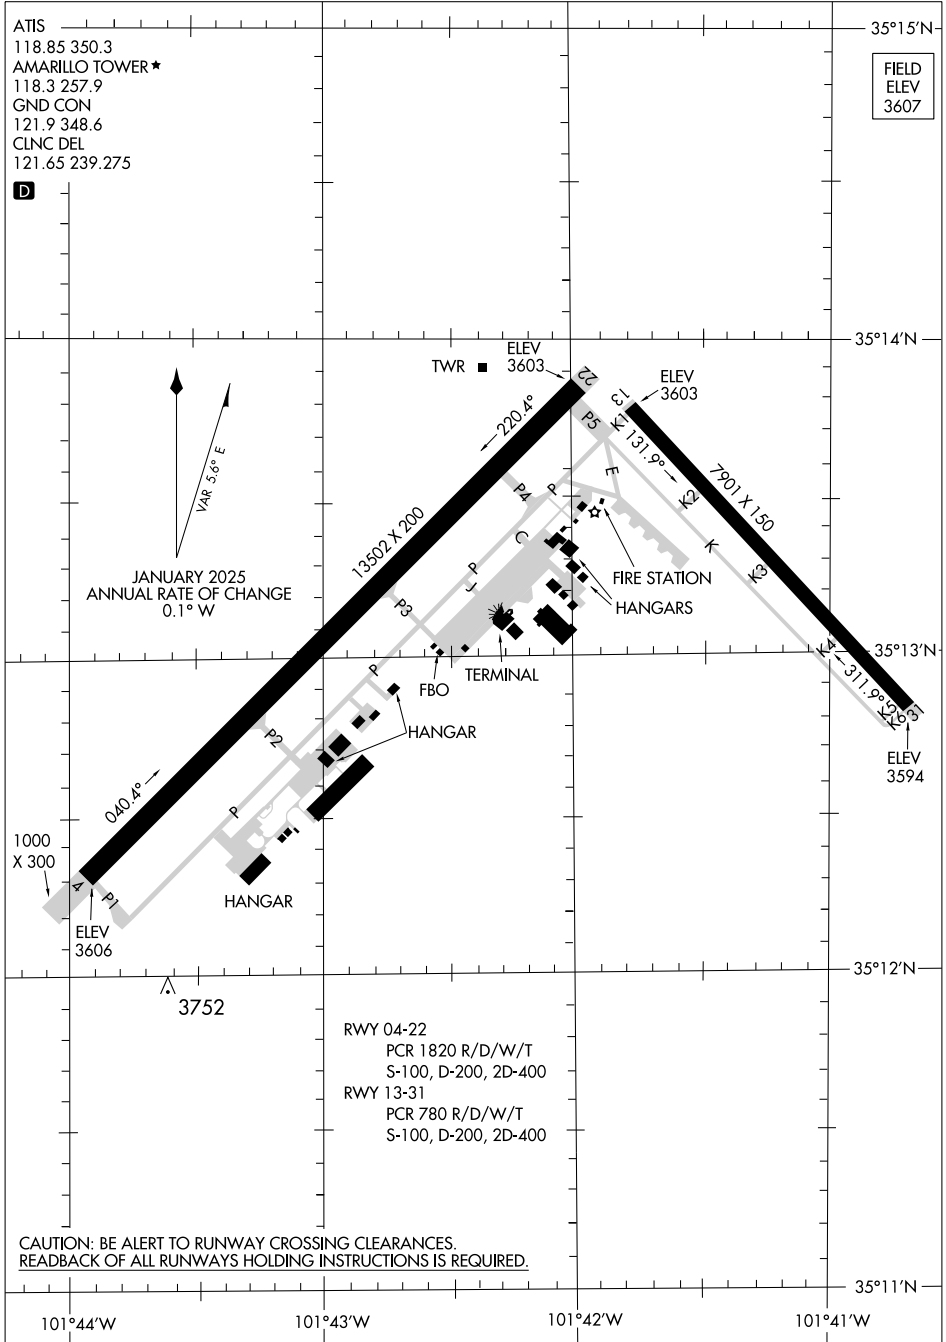 ATIS
118.85 350.3
AMARILLO TOWER★
118.3 257.9
GND CON
121.9 348.6
CLNC DEL
121.65 239.275
D
35°15'N
FIELD
ELEV
3607
35°14'N
VAR 5.6° E
JANUARY 2025
ANNUAL RATE OF CHANGE
0.1° W
TWR
ELEV
3603
22
220.4°
13502 X 200
ELEV
3603
13
K1
131.9°
7901 X 150
P5
E
K2
P4
P
C
K
K3
FIRE STATION
HANGARS
P
J
P3
TERMINAL
FBO
35°13'N
K4
311.9°
K5
K6
31
ELEV
3594
P
HANGAR
P2
040.4°
P
1000
X 300
4
P1
HANGAR
ELEV
3606
35°12'N
3752
RWY 04-22
PCR 1820 R/D/W/T
S-100, D-200, 2D-400
RWY 13-31
PCR 780 R/D/W/T
S-100, D-200, 2D-400
CAUTION: BE ALERT TO RUNWAY CROSSING CLEARANCES.
READBACK OF ALL RUNWAYS HOLDING INSTRUCTIONS IS REQUIRED.
35°11'N
101°44'W
101°43'W
101°42'W
101°41'W